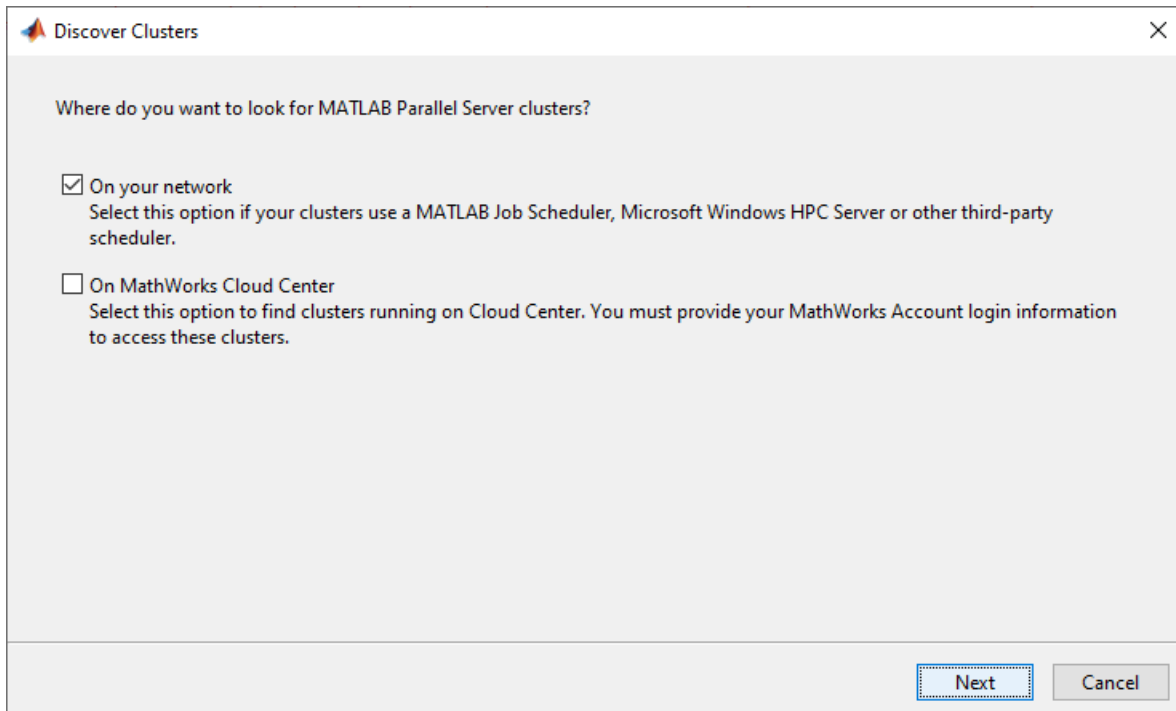 Discover Clusters
Where do you want to look for MATLAB Parallel Server clusters?
On your network
Select this option if your clusters use a MATLAB Job Scheduler, Microsoft Windows HPC Server or other third-party
scheduler.
On MathWorks Cloud Center
Select this option to find clusters running on Cloud Center. You must provide your MathWorks Account login information
to access these clusters.
Next Cancel